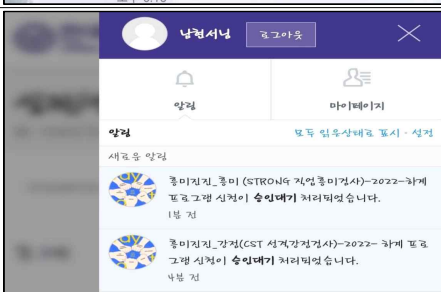 남형서님 로그아웃
알림 마이페이지
알림 모두 읽음상태로 표시 · 설정
새로운 알림
흥미진진_흥미 (STRONG 직업흥미검사)-2022-하계
프로그램 신청이 승인대기 처리되었습니다.
1분 전
흥미진진_강점(CST 성격강점검사)-2022- 하계 프로
그램 신청이 승인대기 처리되었습니다.
4분 전